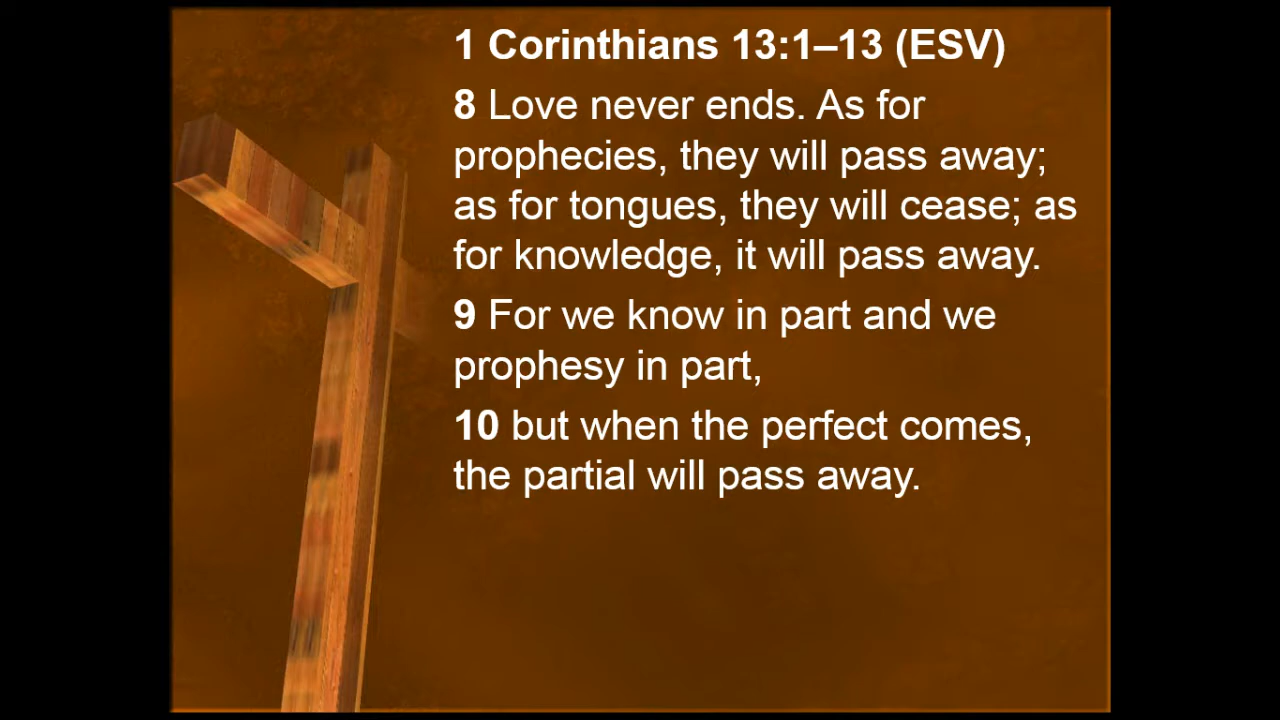 1 Corinthians 13:1–13 (ESV)
8 Love never ends. As for
prophecies, they will pass away;
as for tongues, they will cease; as
for knowledge, it will pass away.
9 For we know in part and we
prophesy in part,
10 but when the perfect comes,
the partial will pass away.